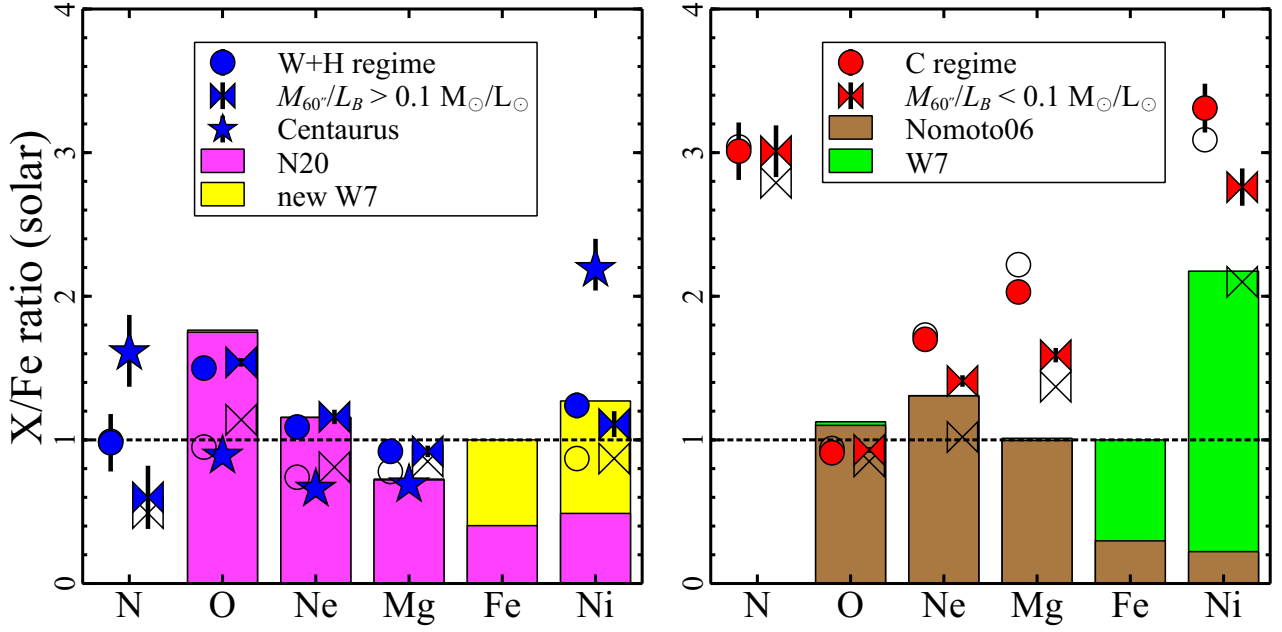 X/Fe ratio (solar)
4
3
2
1
0
W+H regime
M60″/LB > 0.1 M☉/L☉
Centaurus
N20
new W7
N O Ne Mg Fe Ni
4
3
2
1
0
C regime
M60″/LB < 0.1 M☉/L☉
Nomoto06
W7
N O Ne Mg Fe Ni